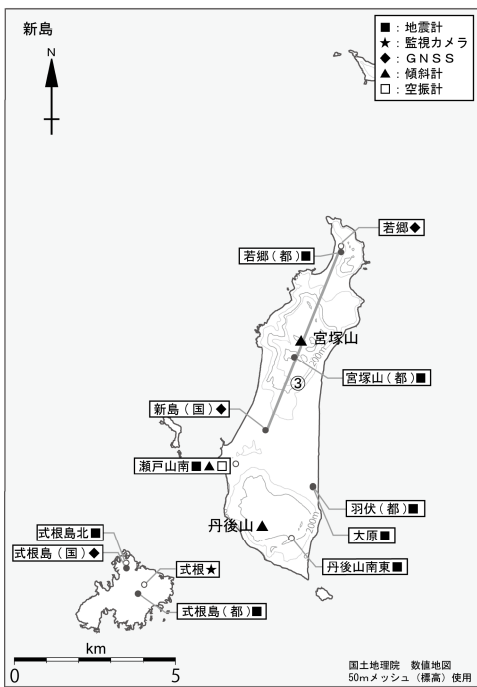 新島
N
■：地震計
★：監視カメラ
◆：ＧＮＳＳ
▲：傾斜計
□：空振計
若郷◆
若郷（都）■
宮塚山
200m
宮塚山（都）■
③
新島（国）◆
瀬戸山南■▲□
羽伏（都）■
丹後山
200m
大原■
式根島北■
式根島（国）◆
丹後山南東■
式根★
式根島（都）■
km
0 5
国土地理院 数値地図
50mメッシュ（標高）使用